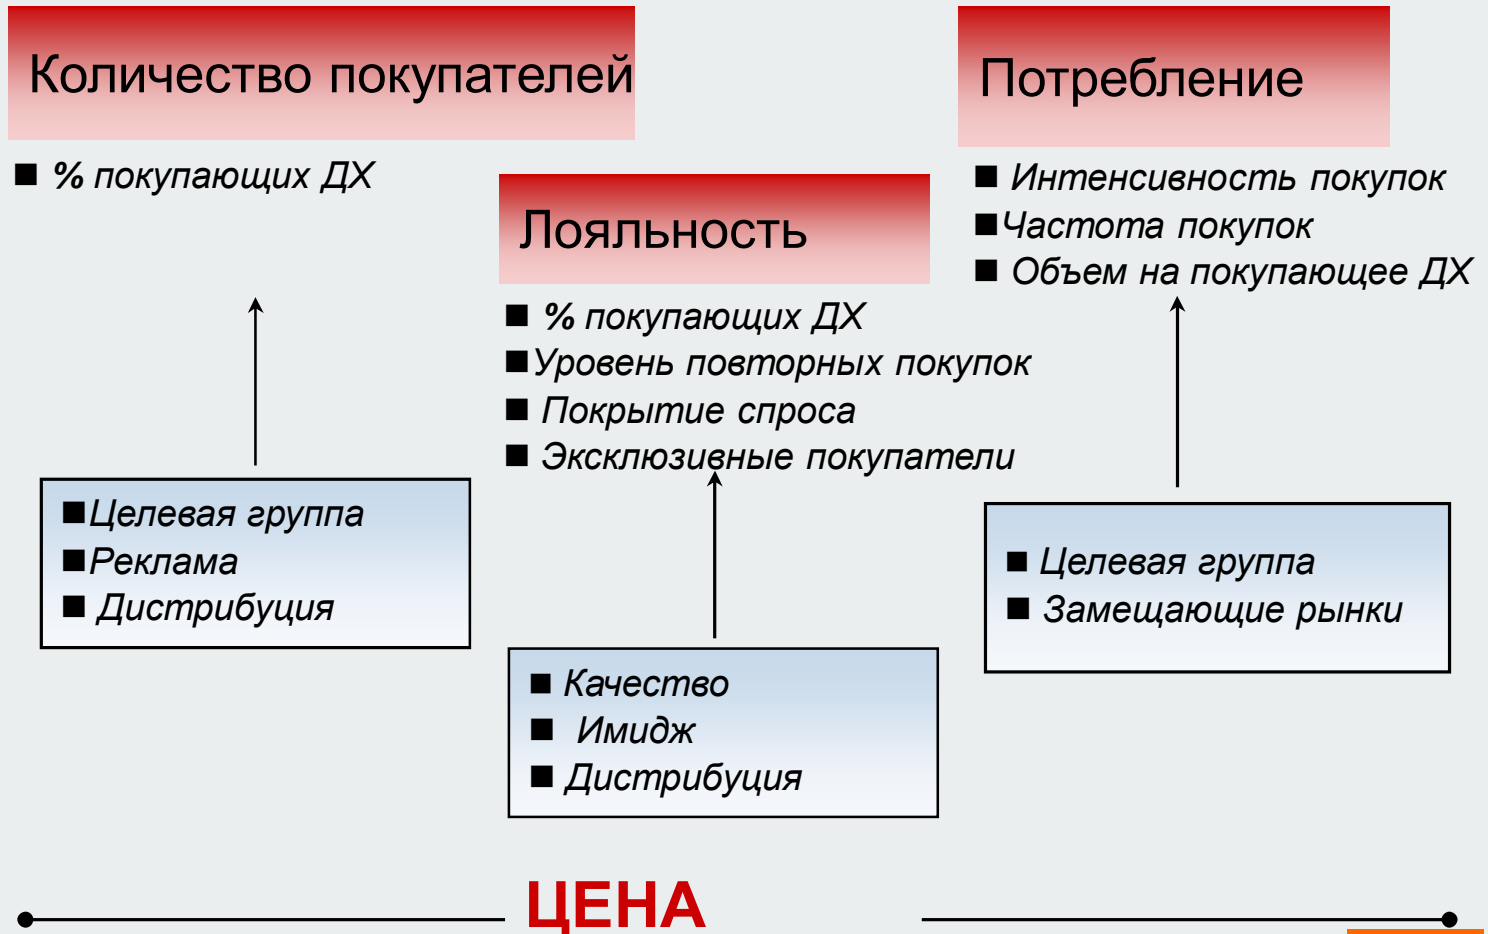 Количество покупателей
% покупающих ДХ
Целевая группа
Реклама
Дистрибуция
Лояльность
% покупающих ДХ
Уровень повторных покупок
Покрытие спроса
Эксклюзивные покупатели
Качество
Имидж
Дистрибуция
Потребление
Интенсивность покупок
Частота покупок
Объем на покупающее ДХ
Целевая группа
Замещающие рынки
ЦЕНА